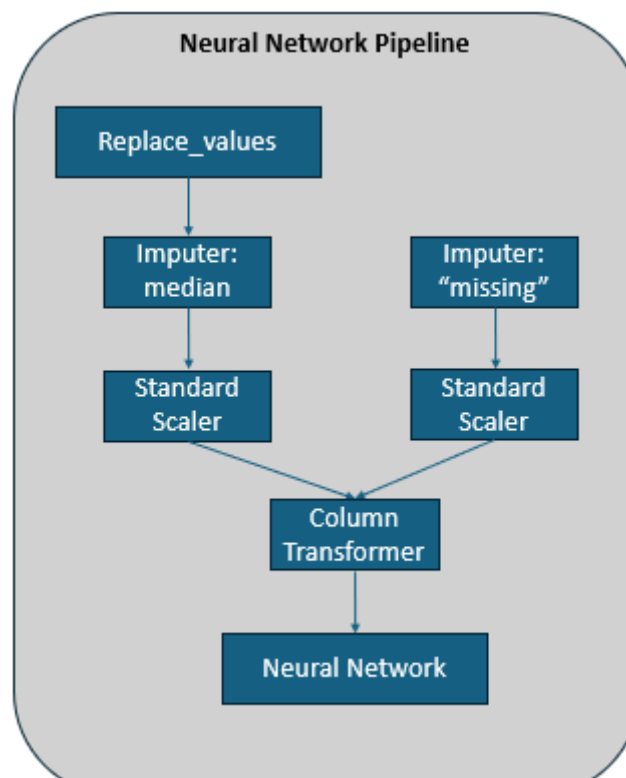 Neural Network Pipeline
Replace_values
Imputer:
median
Imputer:
“missing”
Standard
Scaler
Standard
Scaler
Column
Transformer
Neural Network